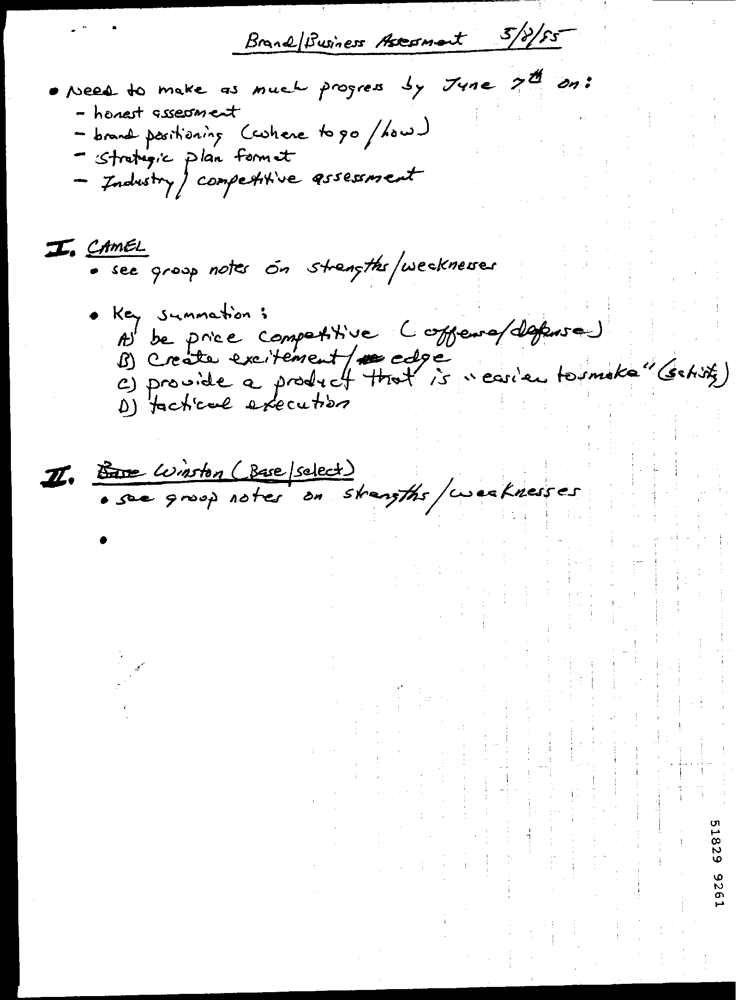 Brand/Business Assessment 5/8/95
• Need to make as much progress by June 7th on:
- honest assessment
- brand positioning (where to go/how)
- Strategic plan format
- Industry/competitive assessment
I. CAMEL
• see group notes on strengths/weaknesses
• Key summation:
A) be price competitive (offense/defense)
B) Create excitement/edge
C) provide a product that is "easier to smoke" (satisfy)
D) tactical execution
II. Base Winston (Base/select)
• see group notes on strengths/weaknesses
•
51829 9261